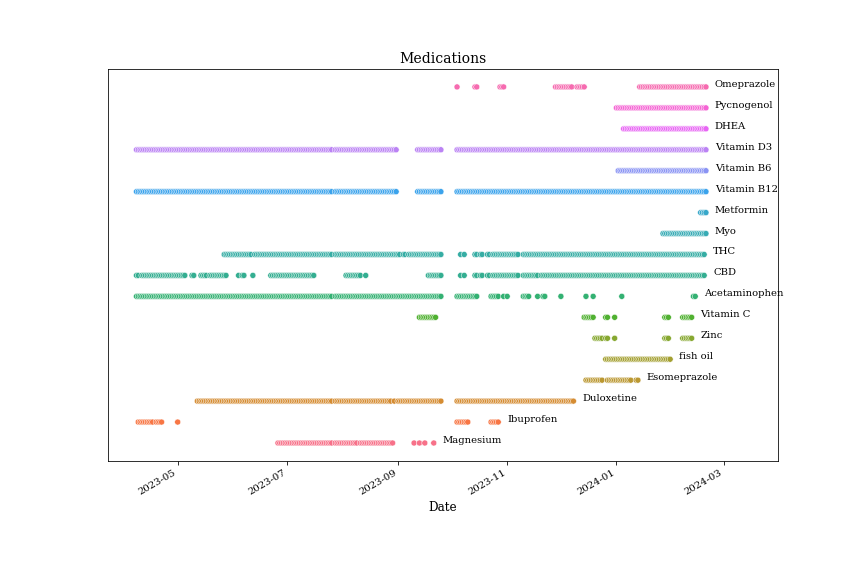 Medications
Omeprazole
Pycnogenol
DHEA
Vitamin D3
Vitamin B6
Vitamin B12
Metformin
Myo
THC
CBD
Acetaminophen
Vitamin C
Zinc
fish oil
Esomeprazole
Duloxetine
Ibuprofen
Magnesium
2023-05
2023-07
2023-09
2023-11
2024-01
2024-03
Date